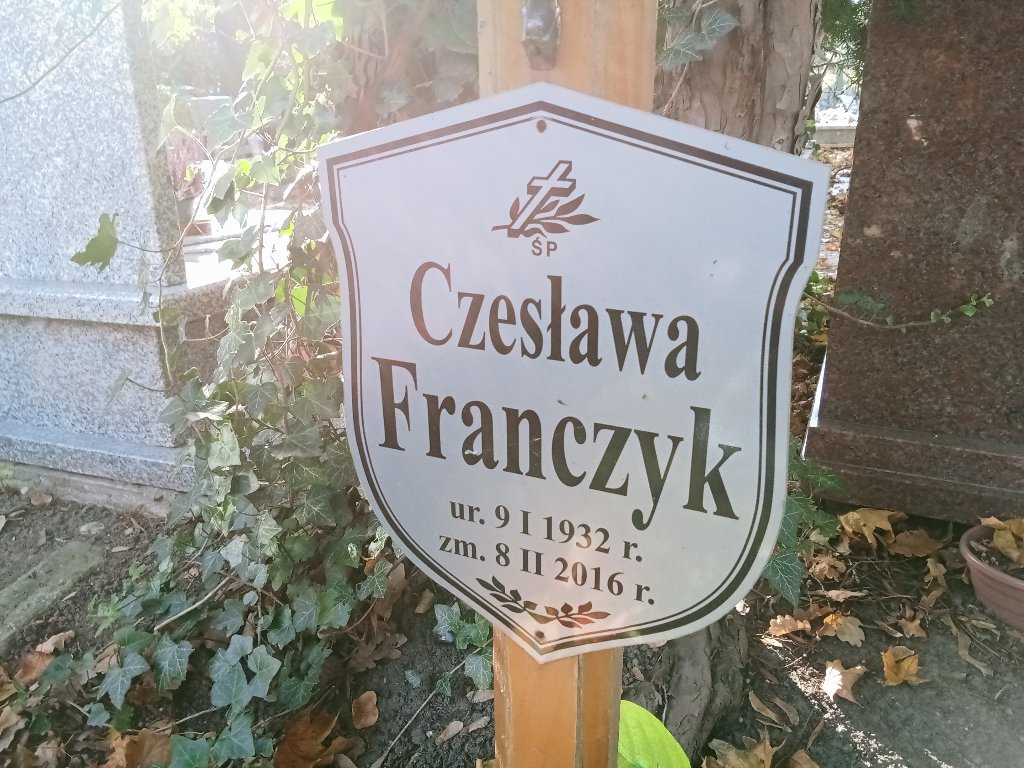 ŚP
Czesława
Franczyk
ur. 9 I 1932 r.
zm. 8 II 2016 r.